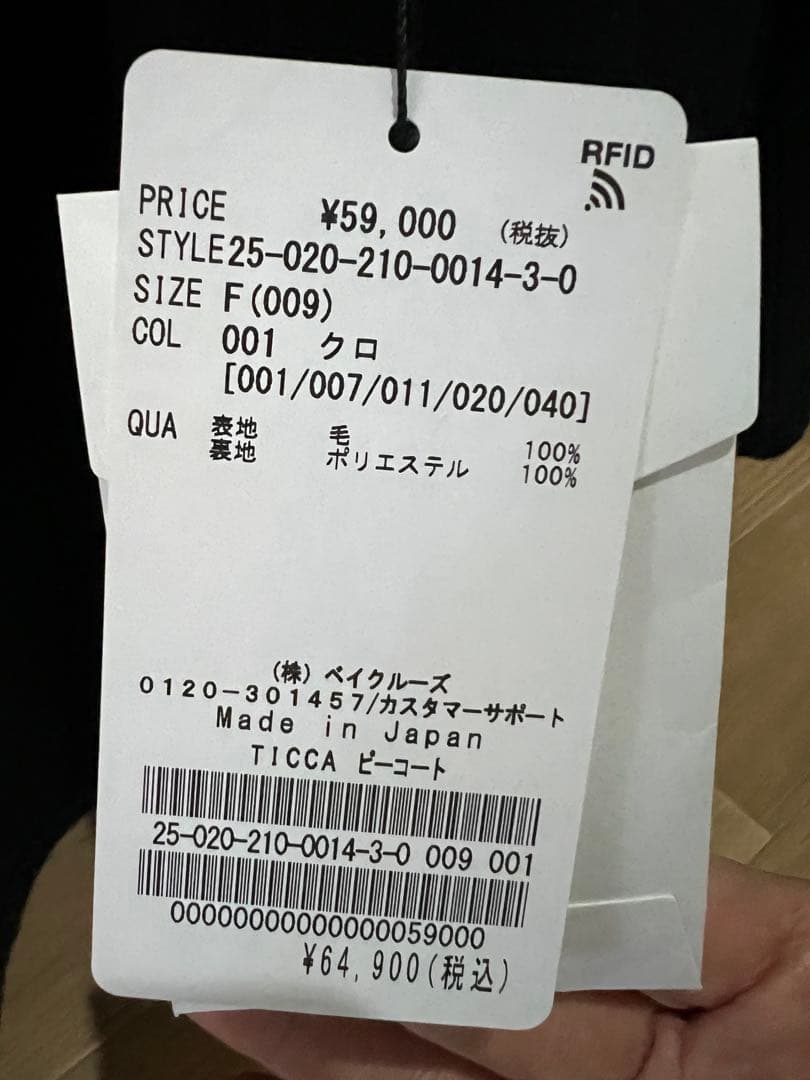 RFID
PRICE ¥59,000 (税抜)
STYLE25-020-210-0014-3-0
SIZE F(009)
COL 001 クロ
[001/007/011/020/040]
QUA 表地 毛 100%
裏地 ポリエステル 100%
(株)ベイクルーズ
0120-301457/カスタマーサポート
Made in Japan
TICCA ピーコート
25-020-210-0014-3-0 009 001
00000000000000059000
¥64,900(税込)